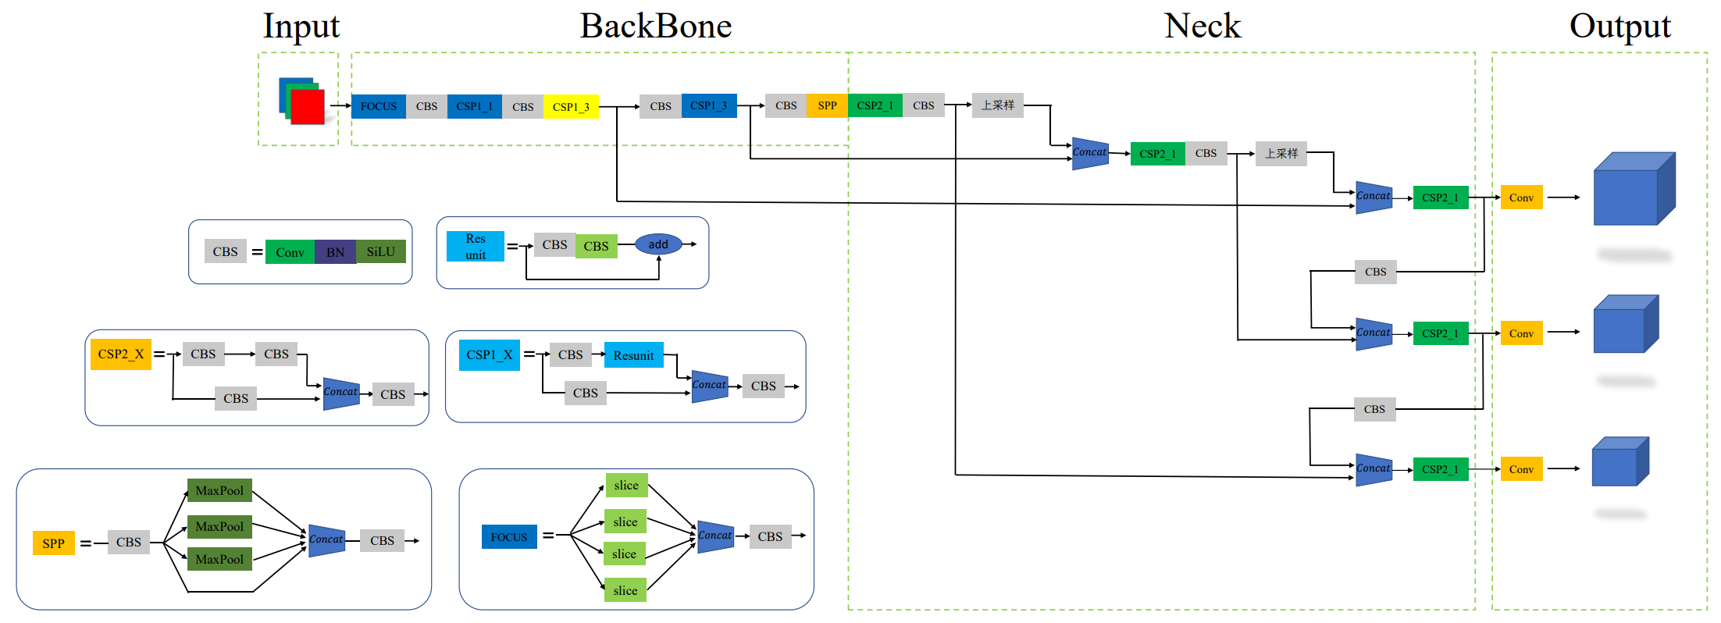 Input
BackBone
Neck
Output
FOCUS CBS CSP1_1 CBS CSP1_3 CBS CSP1_3 CBS SPP CSP2_1 CBS 上采样
Concat CSP2_1 CBS 上采样
Concat CSP2_1 Conv
CBS
Concat CSP2_1 Conv
CBS
Concat CSP2_1 Conv
CBS = Conv BN SiLU
Res
unit
= CBS CBS add
CSP2_X = CBS CBS
CBS
Concat CBS
CSP1_X = CBS Resunit
CBS
Concat CBS
SPP = CBS
MaxPool
MaxPool
MaxPool
Concat CBS
FOCUS =
slice
slice
slice
slice
Concat CBS